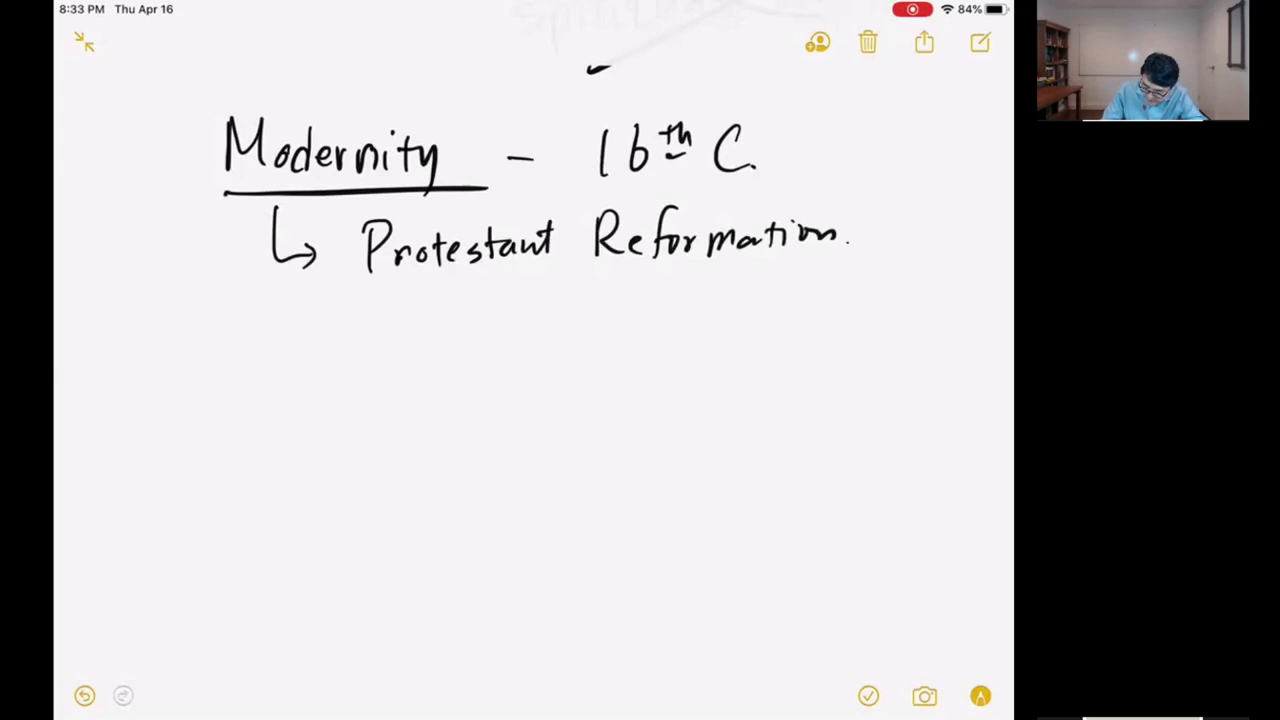 8:33 PM Thu Apr 16 84%
Modernity - 16th C.
↳ Protestant Reformation.